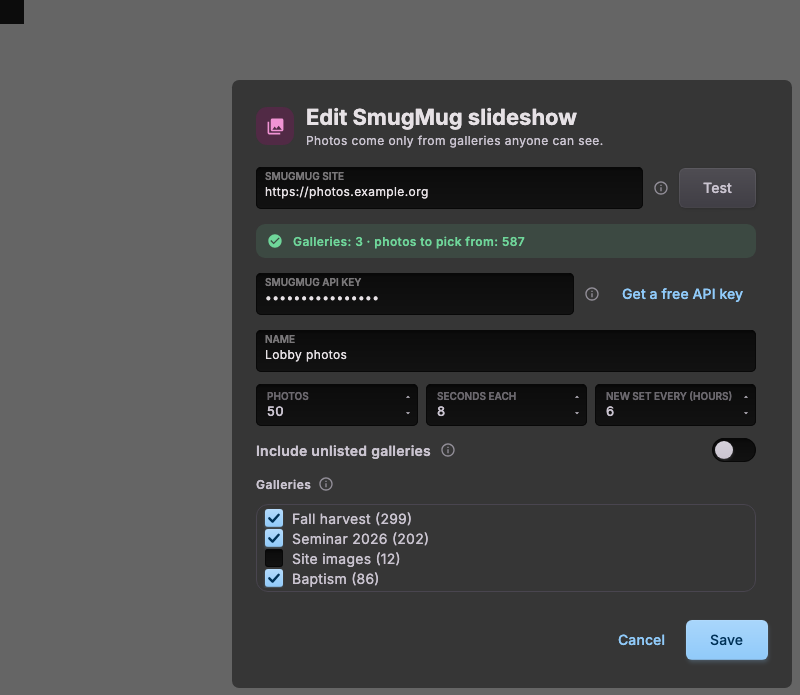 Edit SmugMug slideshow
Photos come only from galleries anyone can see.
SMUGMUG SITE
https://photos.example.org
Test
Galleries: 3 · photos to pick from: 587
SMUGMUG API KEY
••••••••••••••••
Get a free API key
NAME
Lobby photos
PHOTOS
50
SECONDS EACH
8
NEW SET EVERY (HOURS)
6
Include unlisted galleries
Galleries
Fall harvest (299)
Seminar 2026 (202)
Site images (12)
Baptism (86)
Cancel
Save